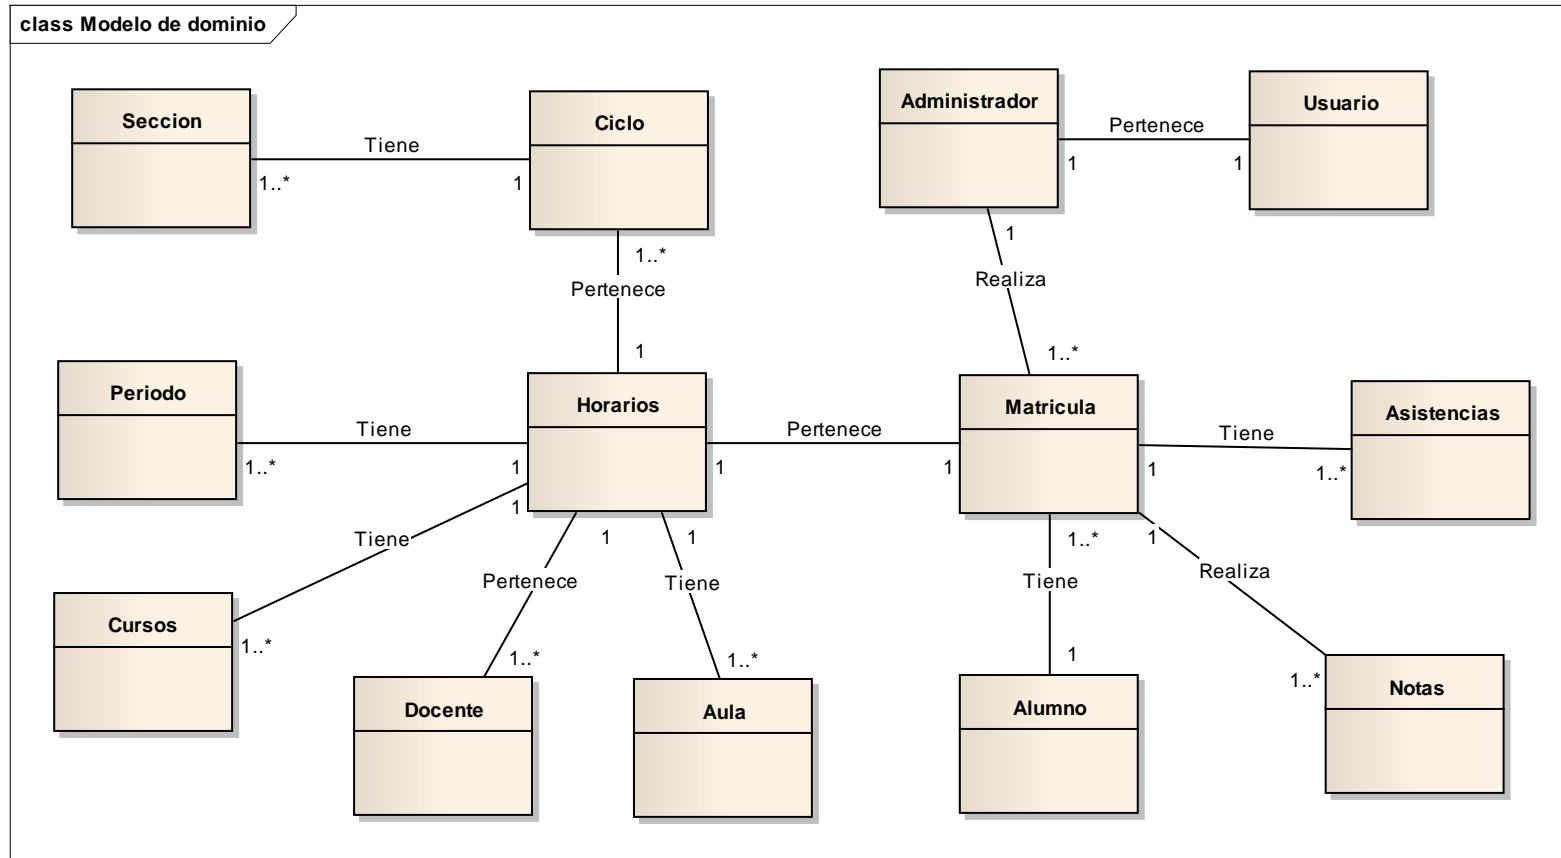 class Modelo de dominio
Administrador
Usuario
Seccion
Ciclo
Pertenece
Tiene
1
1
1..*
1
1
1..*
Realiza
Pertenece
1
1..*
Periodo
Horarios
Matricula
Asistencias
Tiene
Pertenece
Tiene
1..*
1
1
1
1
1..*
1
1
1
1..*
1
Tiene
Realiza
Pertenece
Tiene
Tiene
Cursos
1..*
1..*
1..*
1
1..*
Docente
Aula
Alumno
Notas